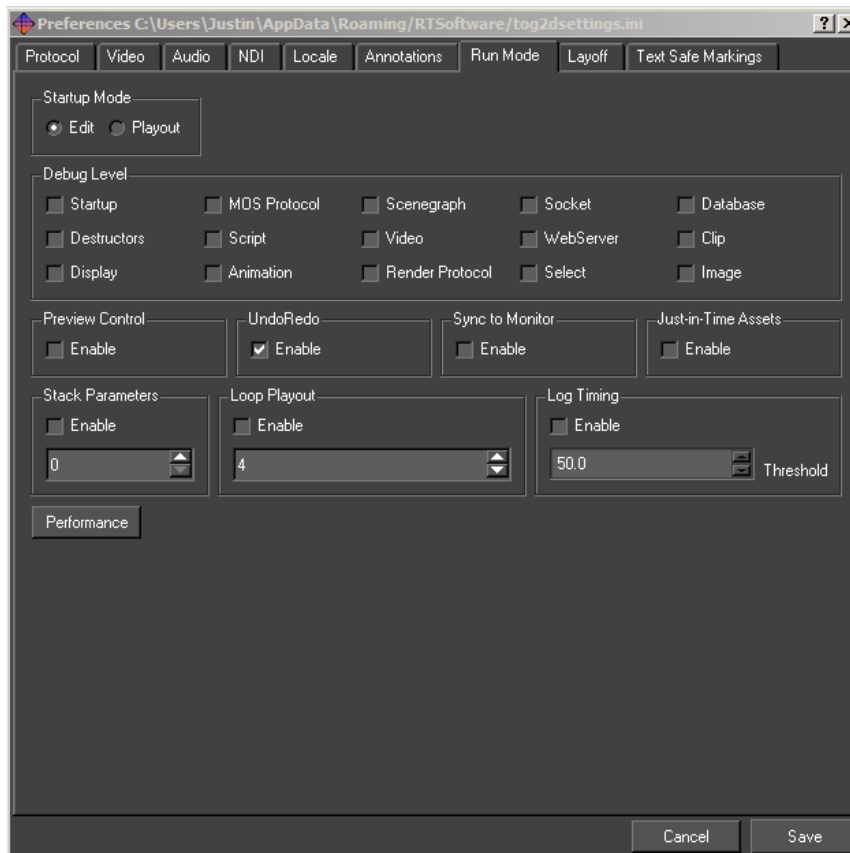 Preferences C:\Users\Justin\AppData\Roaming/RTSoftware/tog2dsettings.ini ? X
Protocol Video Audio NDI Locale Annotations Run Mode Layoff Text Safe Markings
Startup Mode
Edit Playout
Debug Level
Startup MOS Protocol Scenegraph Socket Database
Destructors Script Video WebServer Clip
Display Animation Render Protocol Select Image
Preview Control UndoRedo Sync to Monitor Just-in-Time Assets
Enable Enable Enable Enable
Stack Parameters Loop Playout Log Timing
Enable Enable Enable
0 4 50.0 Threshold
Performance
Cancel Save